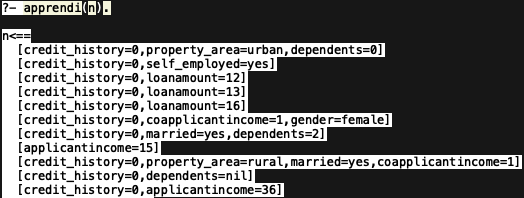 ?- apprendi(n).
n<==
[credit_history=0,property_area=urban,dependents=0]
[credit_history=0,self_employed=yes]
[credit_history=0,loanamount=12]
[credit_history=0,loanamount=13]
[credit_history=0,loanamount=16]
[credit_history=0,coapplicantincome=1,gender=female]
[credit_history=0,married=yes,dependents=2]
[applicantincome=15]
[credit_history=0,property_area=rural,married=yes,coapplicantincome=1]
[credit_history=0,dependents=nil]
[credit_history=0,applicantincome=36]